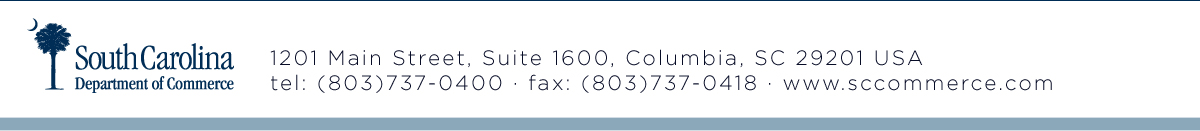 South Carolina
Department of Commerce
1201 Main Street, Suite 1600, Columbia, SC 29201 USA
tel: (803)737-0400 · fax: (803)737-0418 · www.sccommerce.com